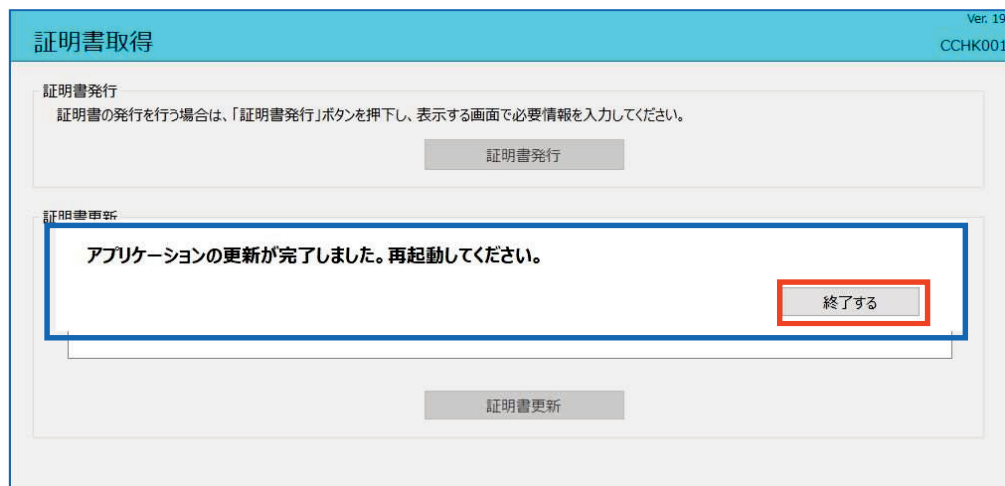 Ver. 19
証明書取得
CCHK001
証明書発行
証明書の発行を行う場合は、「証明書発行」ボタンを押下し、表示する画面で必要情報を入力してください。
証明書発行
証明書更新
アプリケーションの更新が完了しました。再起動してください。
終了する
証明書更新